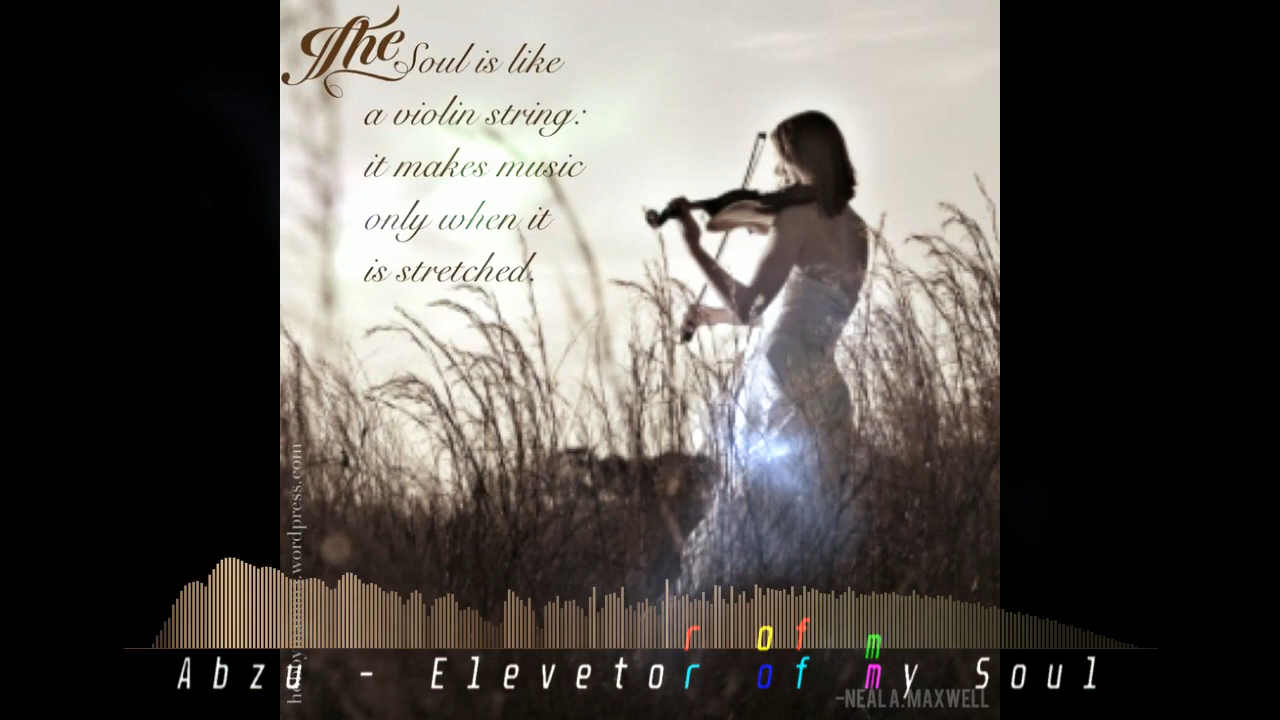 The Soul is like
a violin string:
it makes music
only when it
is stretched.
r of m
Abzu - Elevetor of my Soul
-NEAL A. MAXWELL